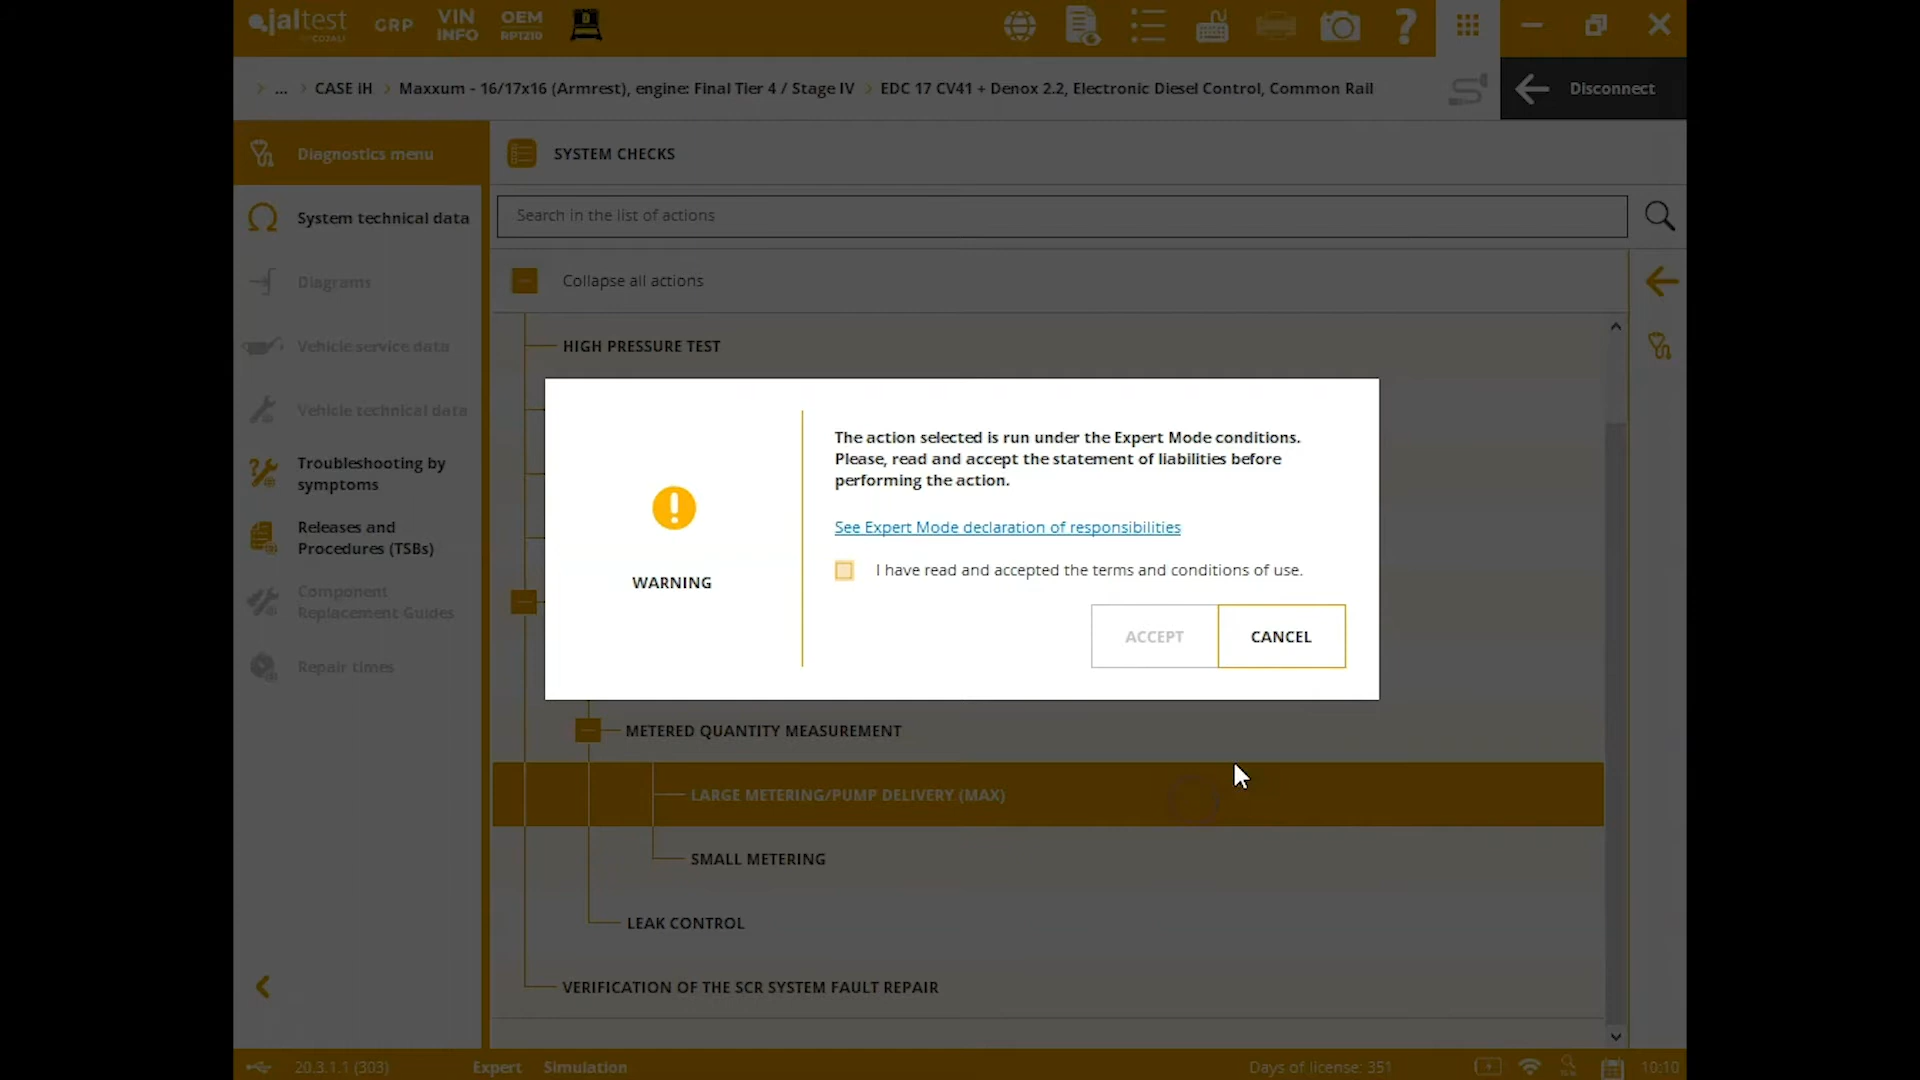 jaltest
GRP
VIN
INFO
OEM
RP1210
> ... > CASE IH > Maxxum - 16/17x16 (Armrest), engine: Final Tier 4 / Stage IV > EDC 17 CV41 + Denox 2.2, Electronic Diesel Control, Common Rail
Disconnect
Diagnostics menu
SYSTEM CHECKS
System technical data
Search in the list of actions
Diagrams
Collapse all actions
Vehicle service data
HIGH PRESSURE TEST
Vehicle technical data
The action selected is run under the Expert Mode conditions.
Please, read and accept the statement of liabilities before
performing the action.
Troubleshooting by
symptoms
Releases and
Procedures (TSBs)
See Expert Mode declaration of responsibilities
WARNING
I have read and accepted the terms and conditions of use.
Component
Replacement Guides
ACCEPT
CANCEL
Repair times
METERED QUANTITY MEASUREMENT
LARGE METERING/PUMP DELIVERY (MAX)
SMALL METERING
LEAK CONTROL
VERIFICATION OF THE SCR SYSTEM FAULT REPAIR
20.3.1.1 (303)
Expert
Simulation
Days of license: 351
10:10